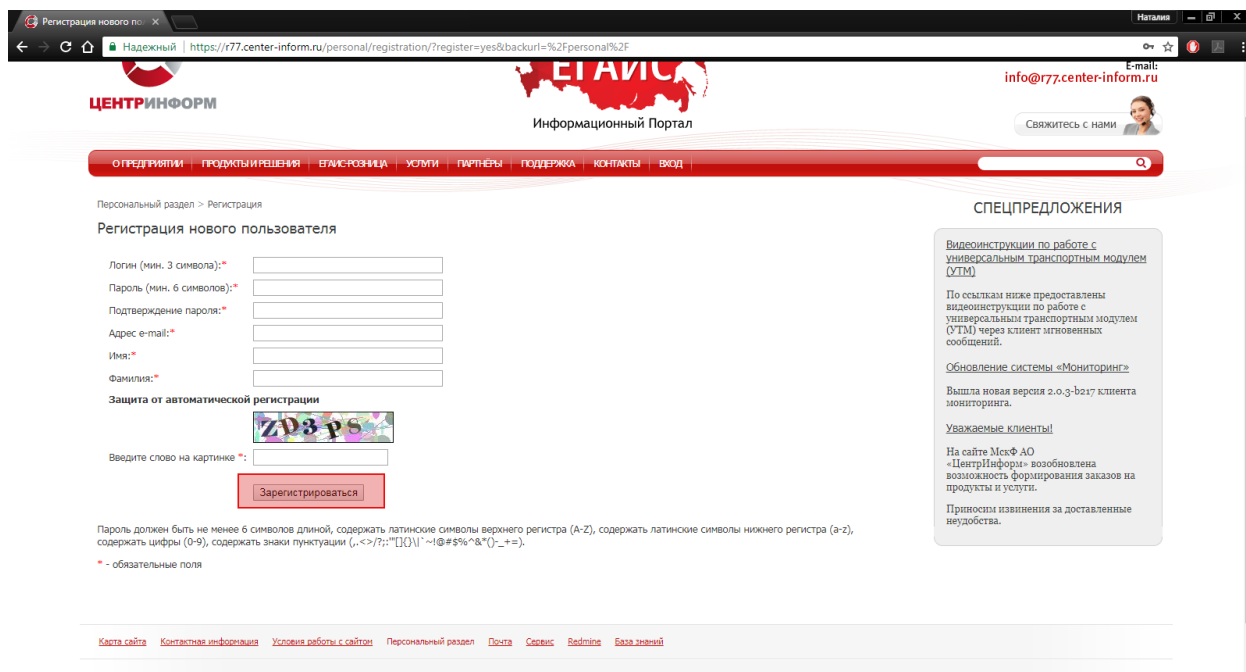 Регистрация нового по
Наталия
Надежный | https://r77.center-inform.ru/personal/registration/?register=yes&backurl=%2Fpersonal%2F
ЕГАИС
E-mail:
info@r77.center-inform.ru
ЦЕНТРИНФОРМ
Информационный Портал
Свяжитесь с нами
О ПРЕДПРИЯТИИ ПРОДУКТЫ И РЕШЕНИЯ ЕГАИС-РОЗНИЦА УСЛУГИ ПАРТНЁРЫ ПОДДЕРЖКА КОНТАКТЫ ВХОД
Персональный раздел > Регистрация
Регистрация нового пользователя
Логин (мин. 3 символа):*
Пароль (мин. 6 символов):*
Подтверждение пароля:*
Адрес e-mail:*
Имя:*
Фамилия:*
Защита от автоматической регистрации
ZD3PS
Введите слово на картинке *:
Зарегистрироваться
Пароль должен быть не менее 6 символов длиной, содержать латинские символы верхнего регистра (A-Z), содержать латинские символы нижнего регистра (a-z),
содержать цифры (0-9), содержать знаки пунктуации (,.<>/?;:'"[]{}\|`~!@#$%^&*()-_+=).
* - обязательные поля
СПЕЦПРЕДЛОЖЕНИЯ
Видеоинструкции по работе с
универсальным транспортным модулем
(УТМ)
По ссылкам ниже предоставлены
видеоинструкции по работе с
универсальным транспортным модулем
(УТМ) через клиент мгновенных
сообщений.
Обновление системы «Мониторинг»
Вышла новая версия 2.0.3-b217 клиента
мониторинга.
Уважаемые клиенты!
На сайте МскФ АО
«ЦентрИнформ» возобновлена
возможность формирования заказов на
продукты и услуги.
Приносим извинения за доставленные
неудобства.
Карта сайта Контактная информация Условия работы с сайтом Персональный раздел Почта Сервис Redmine База знаний